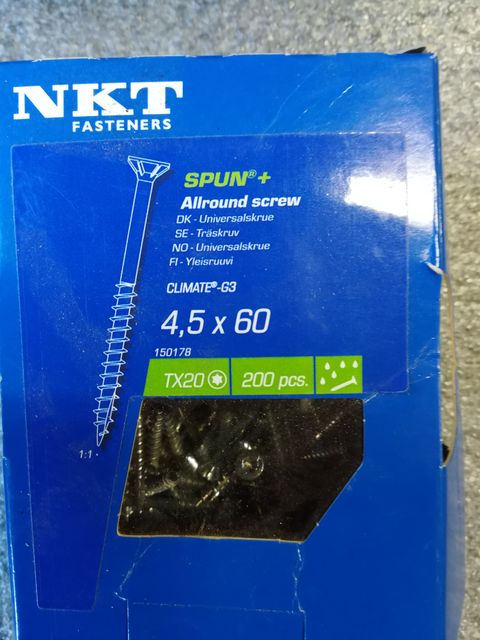 NKT
FASTENERS
SPUN®+
Allround screw
DK - Universalskrue
SE - Träskruv
NO - Universalskrue
FI - Yleisruuvi
CLIMATE®-G3
4,5 x 60
150178
TX20 200 pcs.
1:1